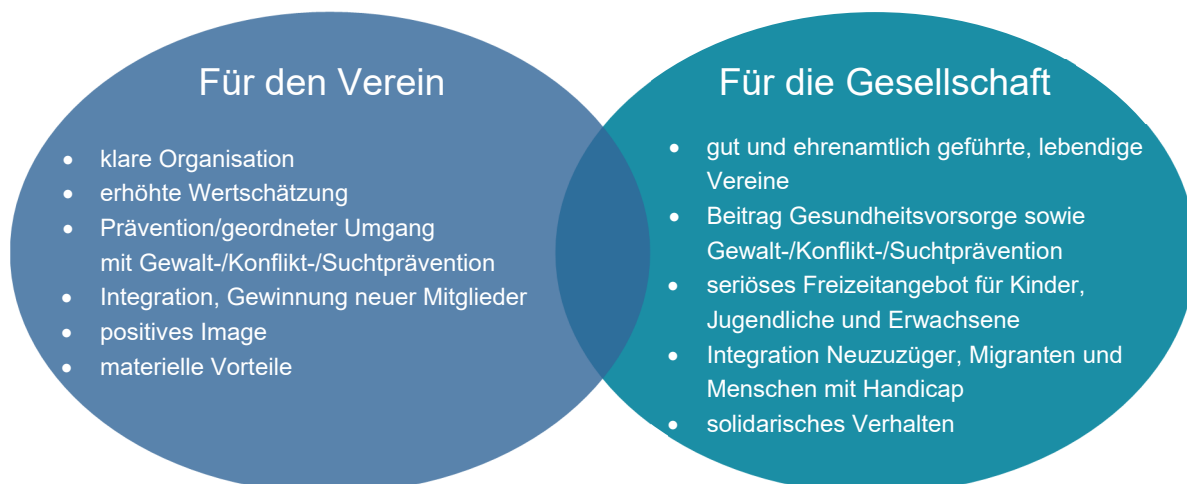 Für den Verein
• klare Organisation
• erhöhte Wertschätzung
• Prävention/geordneter Umgang
mit Gewalt-/Konflikt-/Suchtprävention
• Integration, Gewinnung neuer Mitglieder
• positives Image
• materielle Vorteile
Für die Gesellschaft
• gut und ehrenamtlich geführte, lebendige
Vereine
• Beitrag Gesundheitsvorsorge sowie
Gewalt-/Konflikt-/Suchtprävention
• seriöses Freizeitangebot für Kinder,
Jugendliche und Erwachsene
• Integration Neuzuzüger, Migranten und
Menschen mit Handicap
• solidarisches Verhalten